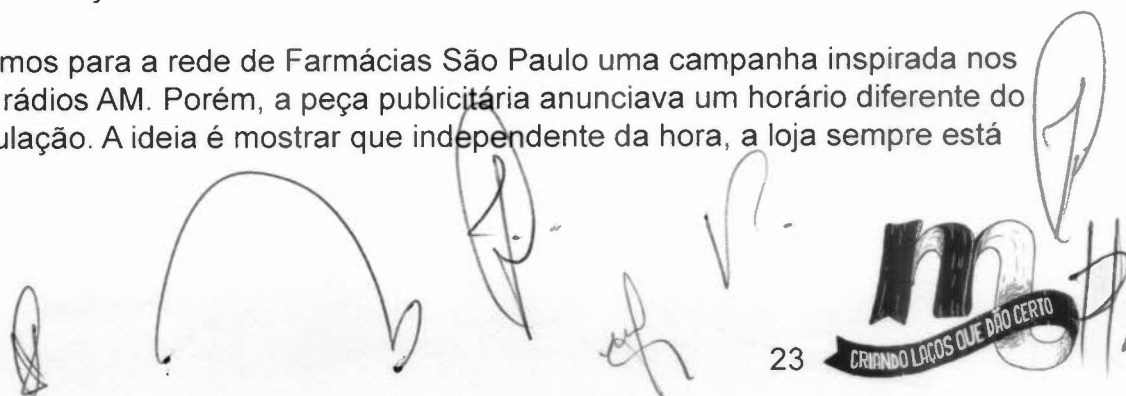 mos para a rede de Farmácias São Paulo uma campanha inspirada nos
rádios AM. Porém, a peça publicitária anunciava um horário diferente do
ulação. A ideia é mostrar que independente da hora, a loja sempre está
23
CRIANDO LAÇOS QUE DÃO CERTO